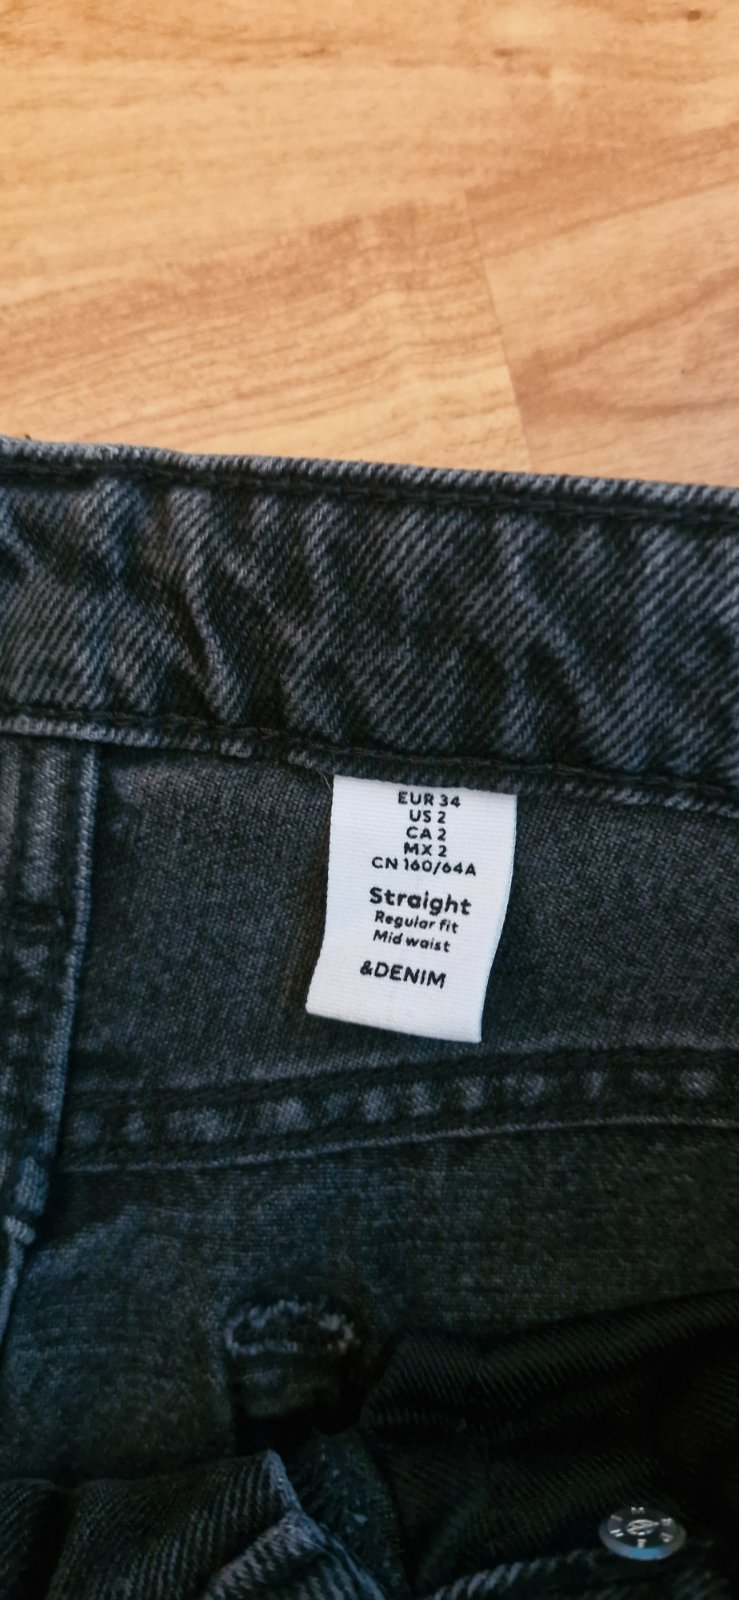 EUR 34
US 2
CA 2
MX 2
CN 160/64A
Straight
Regular fit
Mid waist
&DENIM